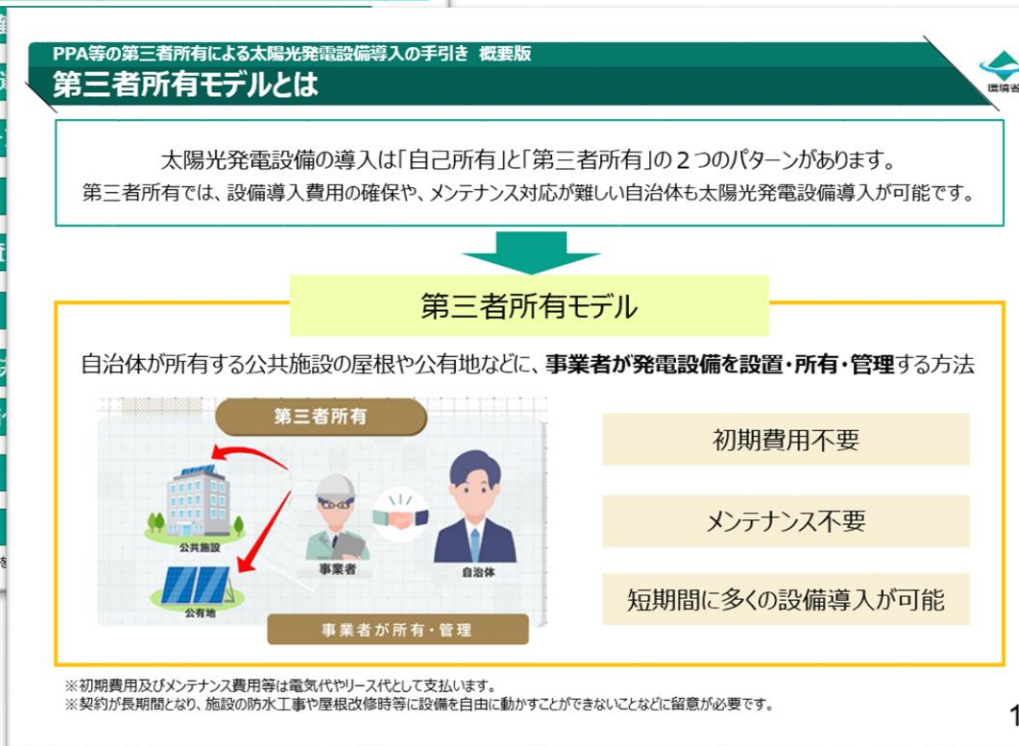 PPA等の第三者所有による太陽光発電設備導入の手引き 概要版
第三者所有モデルとは
環境省
太陽光発電設備の導入は「自己所有」と「第三者所有」の２つのパターンがあります。
第三者所有では、設備導入費用の確保や、メンテナンス対応が難しい自治体も太陽光発電設備導入が可能です。
第三者所有モデル
自治体が所有する公共施設の屋根や公有地などに、事業者が発電設備を設置・所有・管理する方法
第三者所有
公共施設
公有地
事業者
自治体
事業者が所有・管理
初期費用不要
メンテナンス不要
短期間に多くの設備導入が可能
※初期費用及びメンテナンス費用等は電気代やリース代として支払います。
※契約が長期間となり、施設の防水工事や屋根改修時等に設備を自由に動かすことができないことなどに留意が必要です。
1